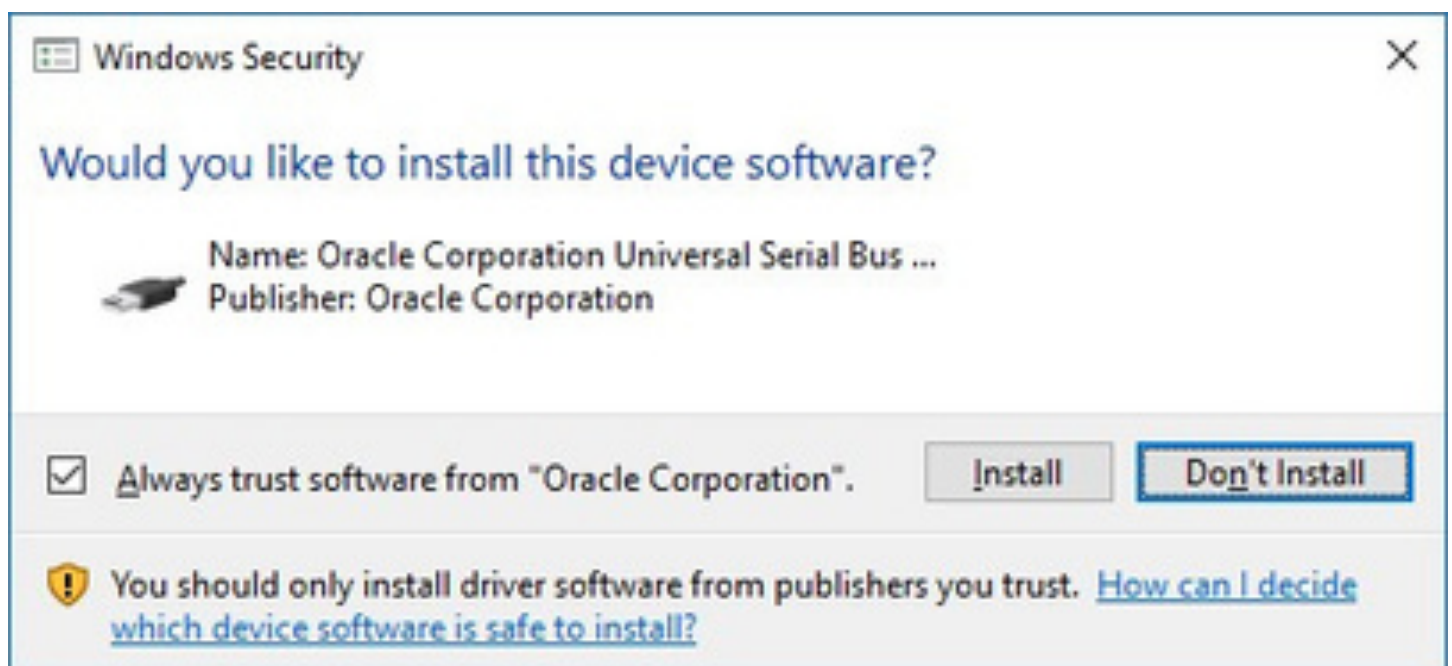 Windows Security
Would you like to install this device software?
Name: Oracle Corporation Universal Serial Bus ...
Publisher: Oracle Corporation
Always trust software from "Oracle Corporation".
Install
Don't Install
You should only install driver software from publishers you trust. How can I decide
which device software is safe to install?